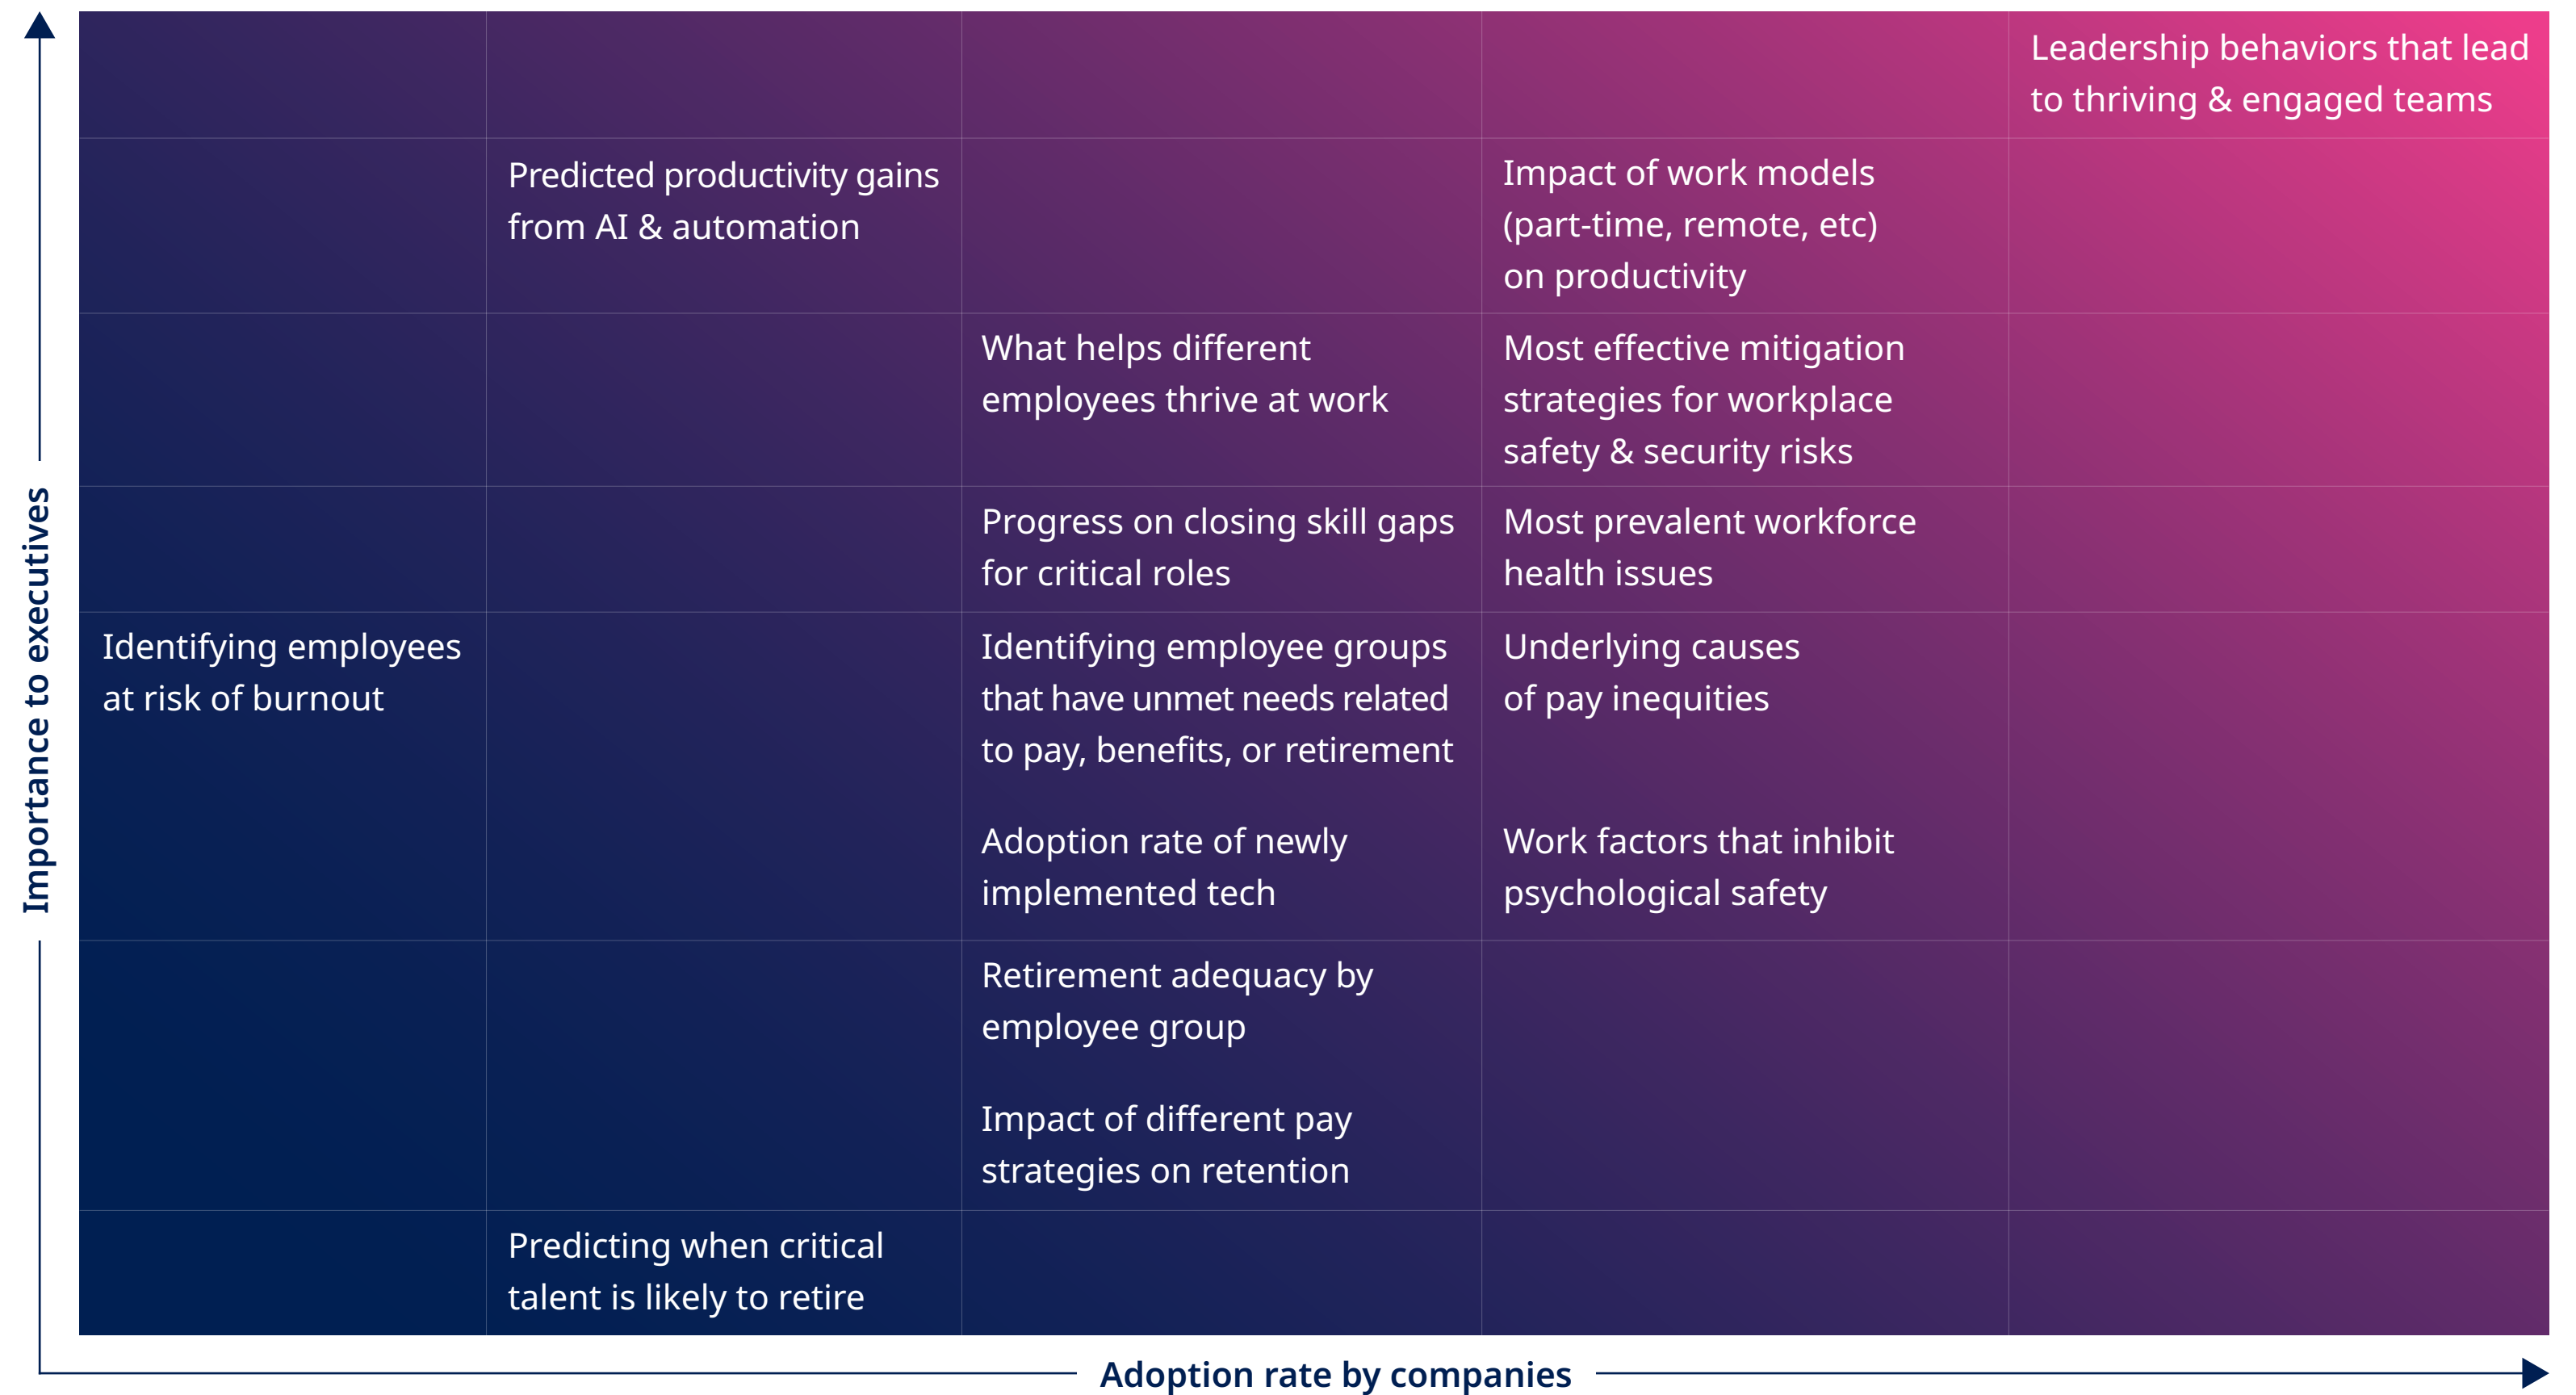 Leadership behaviors that lead
to thriving & engaged teams
Predicted productivity gains
from AI & automation
Impact of work models
(part-time, remote, etc)
on productivity
What helps different
employees thrive at work
Most effective mitigation
strategies for workplace
safety & security risks
Progress on closing skill gaps
for critical roles
Most prevalent workforce
health issues
Identifying employees
at risk of burnout
Identifying employee groups
that have unmet needs related
to pay, benefits, or retirement
Underlying causes
of pay inequities
Adoption rate of newly
implemented tech
Work factors that inhibit
psychological safety
Retirement adequacy by
employee group
Impact of different pay
strategies on retention
Predicting when critical
talent is likely to retire
Importance to executives
Adoption rate by companies